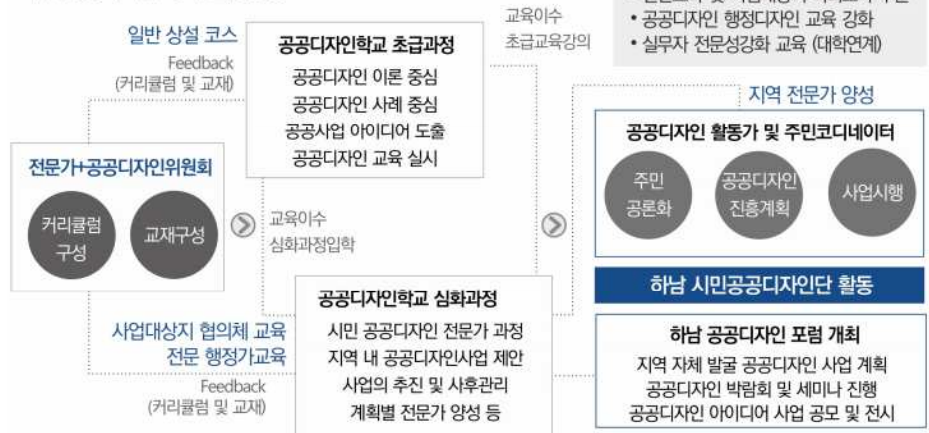 교육이수
초급교육강의
• 공공디자인 행정디자인 교육 강화
• 실무자 전문성강화 교육 (대학연계)
일반 상설 코스
Feedback
(커리큘럼 및 교재)
공공디자인학교 초급과정
공공디자인 이론 중심
공공디자인 사례 중심
공공사업 아이디어 도출
공공디자인 교육 실시
지역 전문가 양성
전문가+공공디자인위원회
커리큘럼
구성
교재구성
교육이수
심화과정입학
공공디자인 활동가 및 주민코디네이터
주민
공론화
공공디자인
진흥계획
사업시행
하남 시민공공디자인단 활동
사업대상지 협의체 교육
전문 행정가교육
Feedback
(커리큘럼 및 교재)
공공디자인학교 심화과정
시민 공공디자인 전문가 과정
지역 내 공공디자인사업 제안
사업의 추진 및 사후관리
계획별 전문가 양성 등
하남 공공디자인 포럼 개최
지역 자체 발굴 공공디자인 사업 계획
공공디자인 박람회 및 세미나 진행
공공디자인 아이디어 사업 공모 및 전시